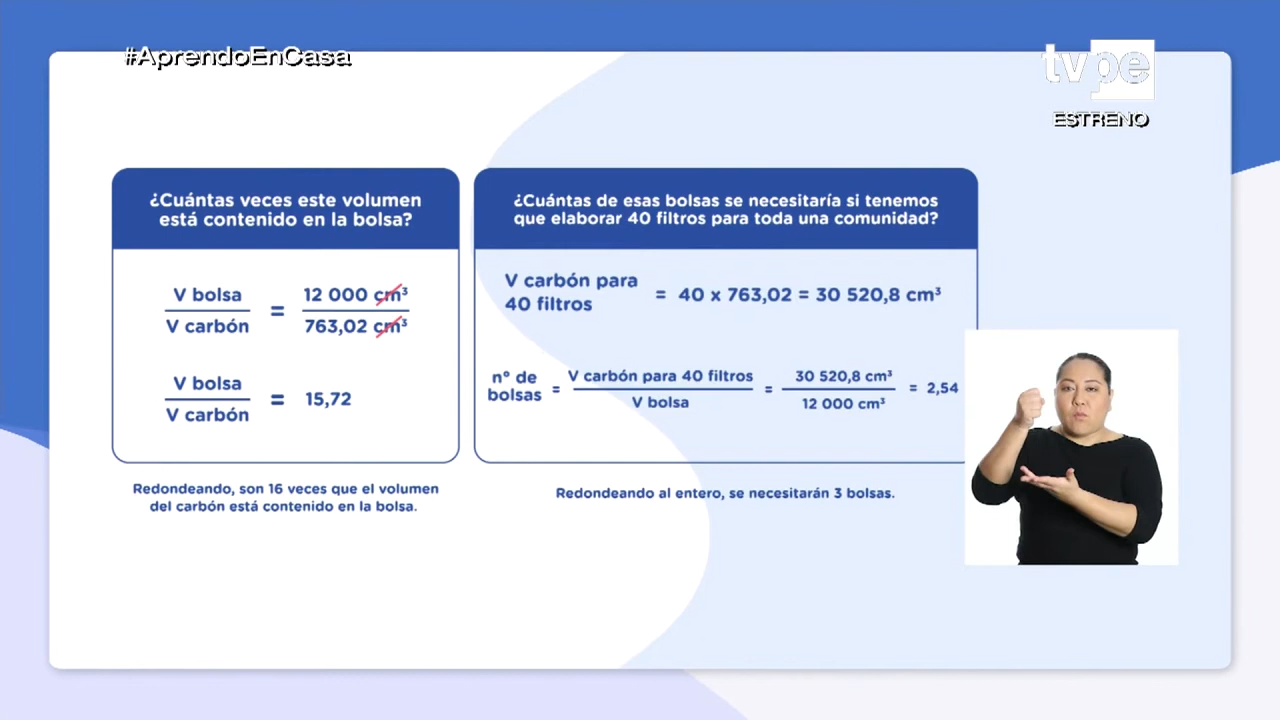 #AprendoEnCasa
tvpe
ESTRENO
¿Cuántas veces este volumen
está contenido en la bolsa?
V bolsa
V carbón
=
12 000 cm³
763,02 cm³
V bolsa
V carbón
= 15,72
Redondeando, son 16 veces que el volumen
del carbón está contenido en la bolsa.
¿Cuántas de esas bolsas se necesitaría si tenemos
que elaborar 40 filtros para toda una comunidad?
V carbón para
40 filtros
= 40 x 763,02 = 30 520,8 cm³
n° de
bolsas
=
V carbón para 40 filtros
V bolsa
=
30 520,8 cm³
12 000 cm³
= 2,54
Redondeando al entero, se necesitarán 3 bolsas.